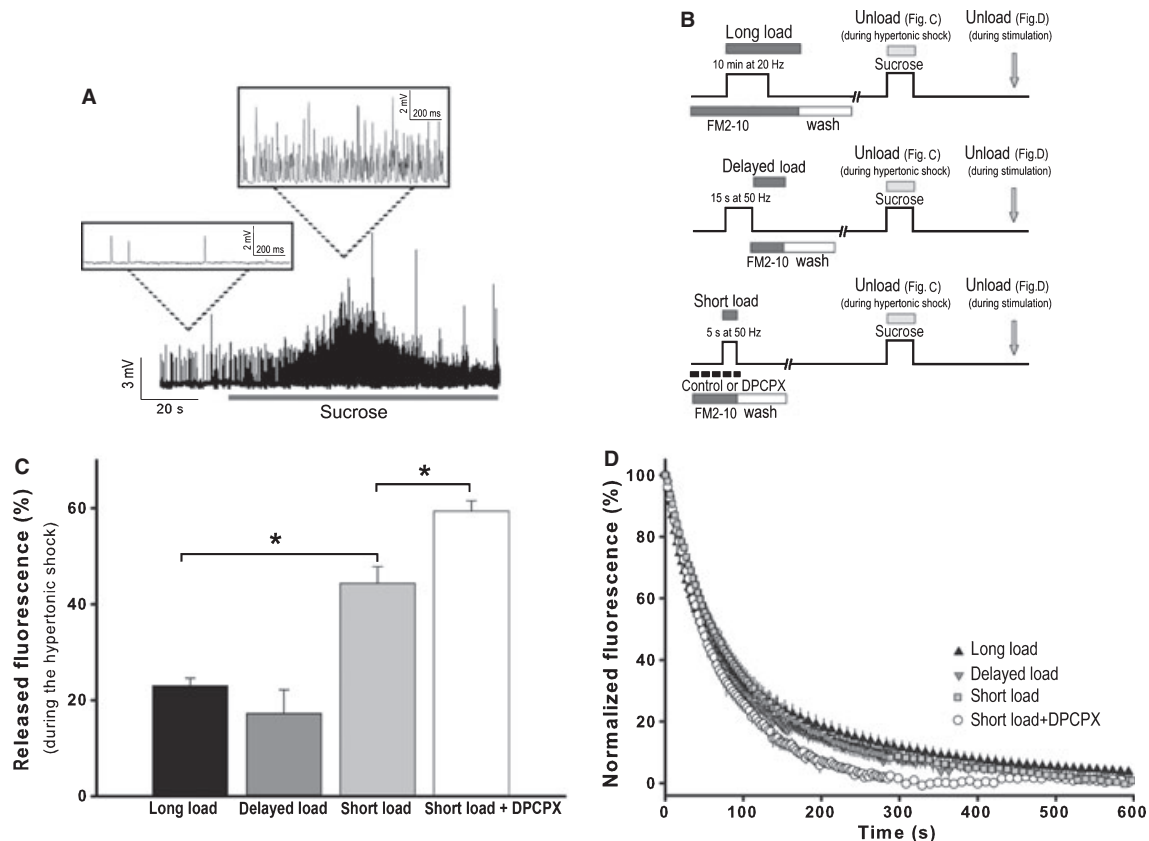 A
2 mV
200 ms
2 mV
200 ms
3 mV
20 s
Sucrose
B
Long load
10 min at 20 Hz
FM2-10
wash
Unload (Fig. C)
(during hypertonic shock)
Sucrose
Unload (Fig.D)
(during stimulation)
Delayed load
15 s at 50 Hz
FM2-10
wash
Unload (Fig. C)
(during hypertonic shock)
Sucrose
Unload (Fig.D)
(during stimulation)
Short load
5 s at 50 Hz
Control or DPCPX
FM2-10
wash
Unload (Fig. C)
(during hypertonic shock)
Sucrose
Unload (Fig.D)
(during stimulation)
C
Released fluorescence (%)
(during the hypertonic shock)
60
40
20
0
*
*
Long load
Delayed load
Short load
Short load + DPCPX
D
Normalized fluorescence (%)
100
80
60
40
20
0
Long load
Delayed load
Short load
Short load+DPCPX
0
100
200
300
400
500
600
Time (s)